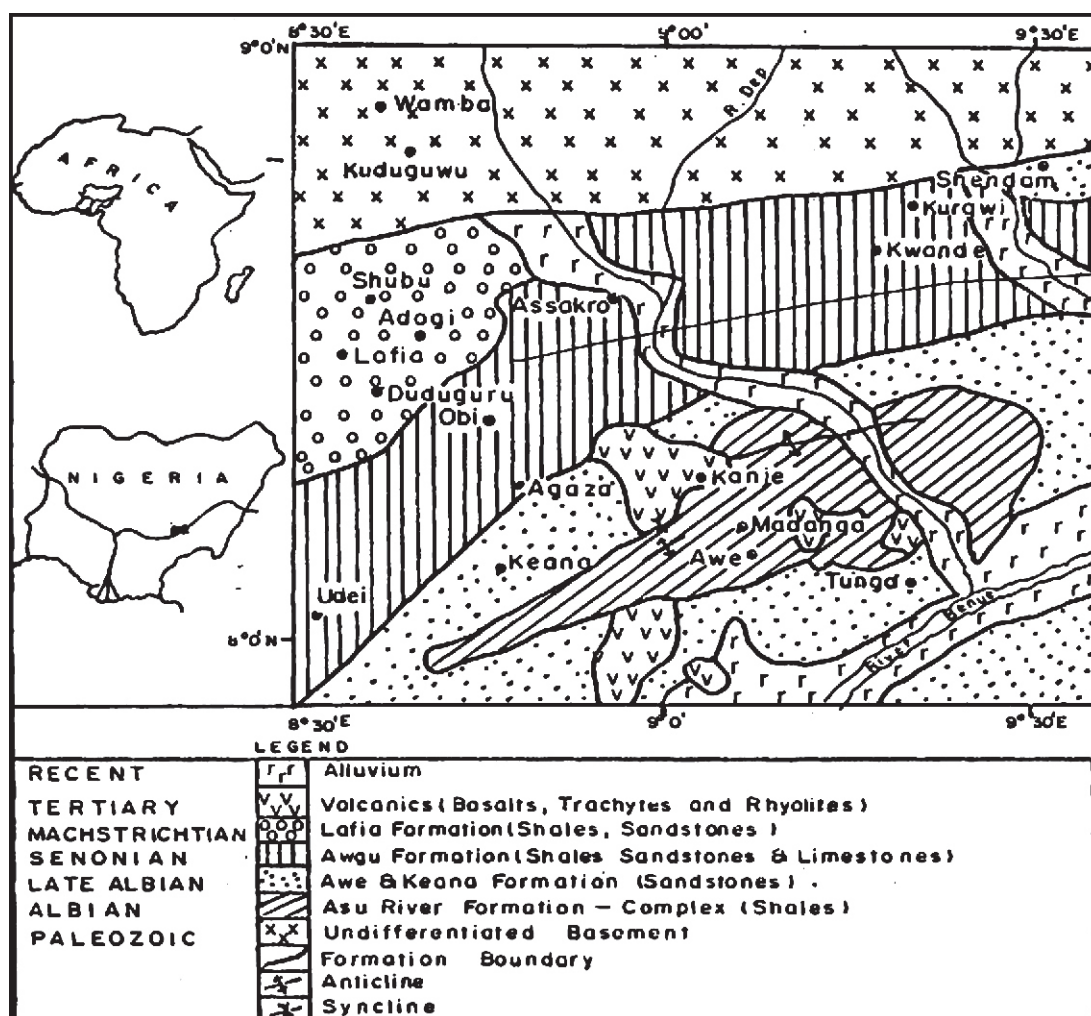 8°30'E
9°00'
9°30'E
9°0'N
R. Dep
Wamba
AFRICA
Kuduguwu
Shendam
Kurgwi
Kwande
Shubu
Assakro
Adogi
Lafia
Duduguru
Obi
NIGERIA
Agaza
Kanje
Madanga
Keana
Awe
Tunga
Udei
River Benue
8°0'N
8°30'E
9°0'
9°30'E
LEGEND
RECENT Alluvium
TERTIARY Volcanics (Basalts, Trachytes and Rhyolites)
MACHSTRICHTIAN Lafia Formation (Shales, Sandstones)
SENONIAN Awgu Formation (Shales Sandstones & Limestones)
LATE ALBIAN Awe & Keana Formation (Sandstones) .
ALBIAN Asu River Formation – Complex (Shales)
PALEOZOIC Undifferentiated Basement
Formation Boundary
Anticline
Syncline